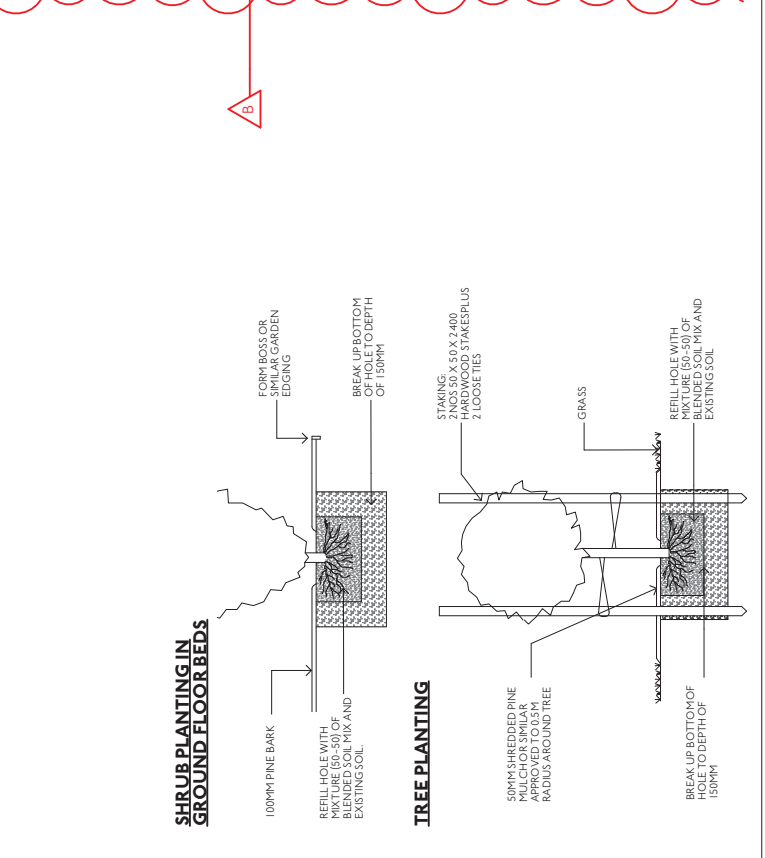 SHRUB PLANTING IN
GROUND FLOOR BEDS
100MM PINE BARK
REFILL HOLE WITH
MIXTURE (50-50) OF
BLENDED SOIL MIX AND
EXISTING SOIL.
FORM BOSS OR
SIMILAR GARDEN
EDGING
BREAK UP BOTTOM
OF HOLE TO DEPTH
OF 150MM
TREE PLANTING
50MM SHREDDED PINE
MULCH OR SIMILAR
APPROVED TO 0.5M
RADIUS AROUND TREE
BREAK UP BOTTOM OF
HOLE TO DEPTH OF
150MM
STAKING:
2 NOS 50 X 50 X 2400
HARDWOOD STAKES PLUS
2 LOOSE TIES
GRASS
REFILL HOLE WITH
MIXTURE (50-50) OF
BLENDED SOIL MIX AND
EXISTING SOIL
B